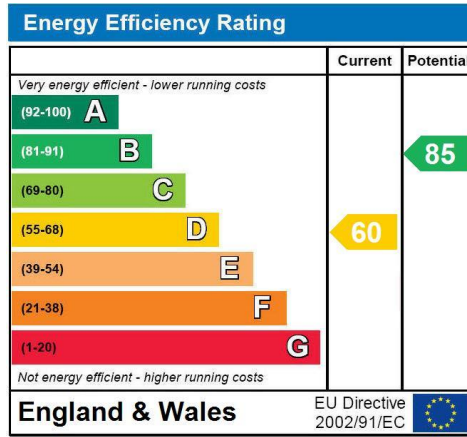 Energy Efficiency Rating
Current Potential
Very energy efficient - lower running costs
(92-100) A
(81-91) B
85
(69-80) C
(55-68) D
60
(39-54) E
(21-38) F
(1-20) G
Not energy efficient - higher running costs
England & Wales
EU Directive
2002/91/EC